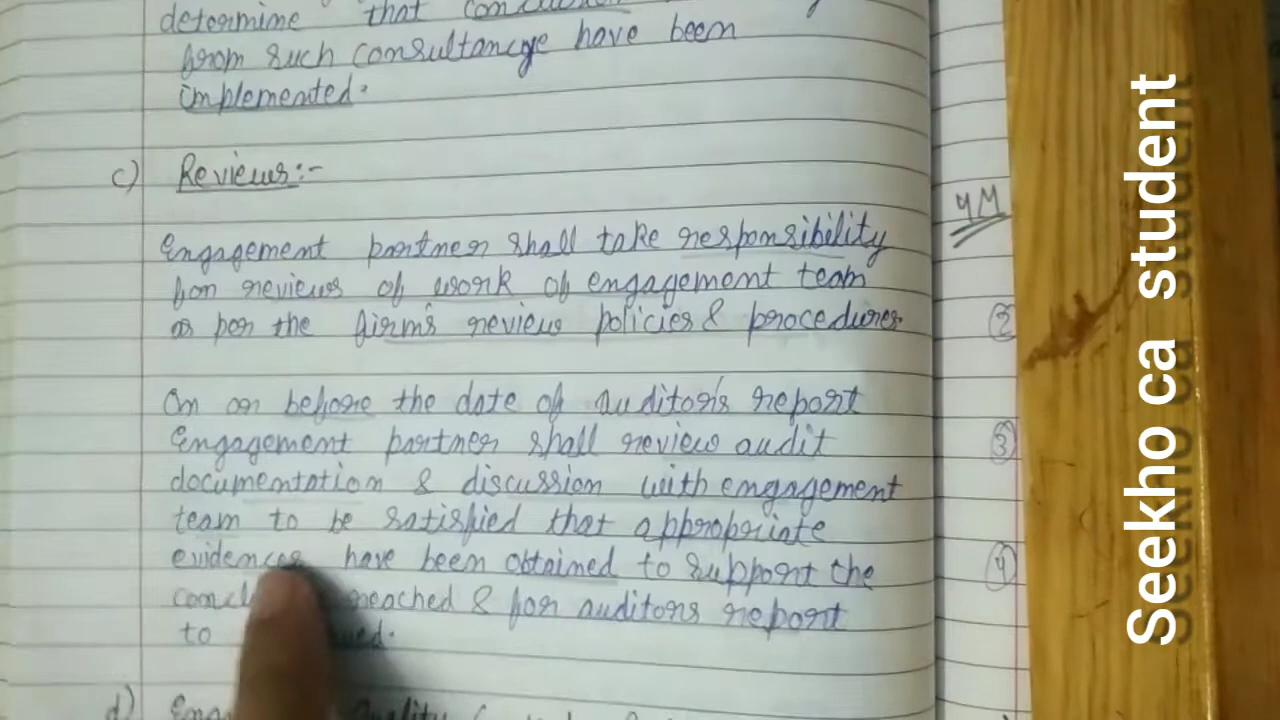 determine that
from such consultancye have been
implemented.
c) Reviews:-
4M
Engagement partner shall take responsibility
for reviews of work of engagement team
as per the firm's review policies & procedures.
2
On or before the date of auditor's report
Engagement partner shall review audit
3
documentation & discussion with engagement
team to be satisfied that appropriate
evidences have been obtained to support the
4
reached & for auditors report
to
d)
Seekho ca student